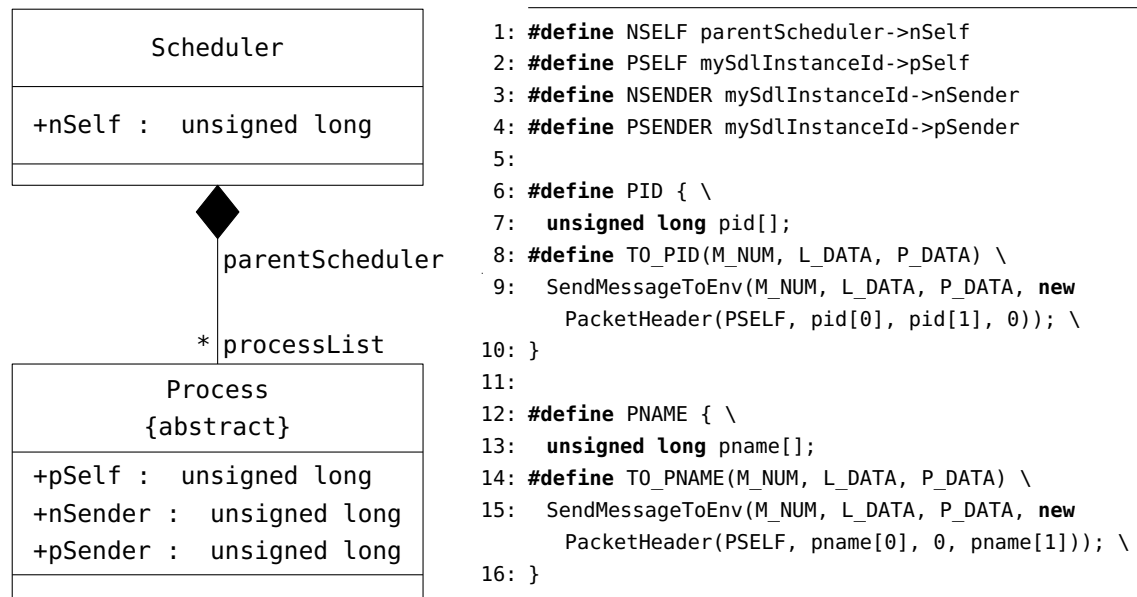 Scheduler
+nSelf :  unsigned long
parentScheduler
* processList
Process
{abstract}
+pSelf :  unsigned long
+nSender :  unsigned long
+pSender :  unsigned long
1: #define NSELF parentScheduler->nSelf
2: #define PSELF mySdlInstanceId->pSelf
3: #define NSENDER mySdlInstanceId->nSender
4: #define PSENDER mySdlInstanceId->pSender
5:
6: #define PID { \
7:  unsigned long pid[];
8: #define TO_PID(M_NUM, L_DATA, P_DATA) \
9:  SendMessageToEnv(M_NUM, L_DATA, P_DATA, new
PacketHeader(PSELF, pid[0], pid[1], 0)); \
10: }
11:
12: #define PNAME { \
13:  unsigned long pname[];
14: #define TO_PNAME(M_NUM, L_DATA, P_DATA) \
15:  SendMessageToEnv(M_NUM, L_DATA, P_DATA, new
PacketHeader(PSELF, pname[0], 0, pname[1])); \
16: }